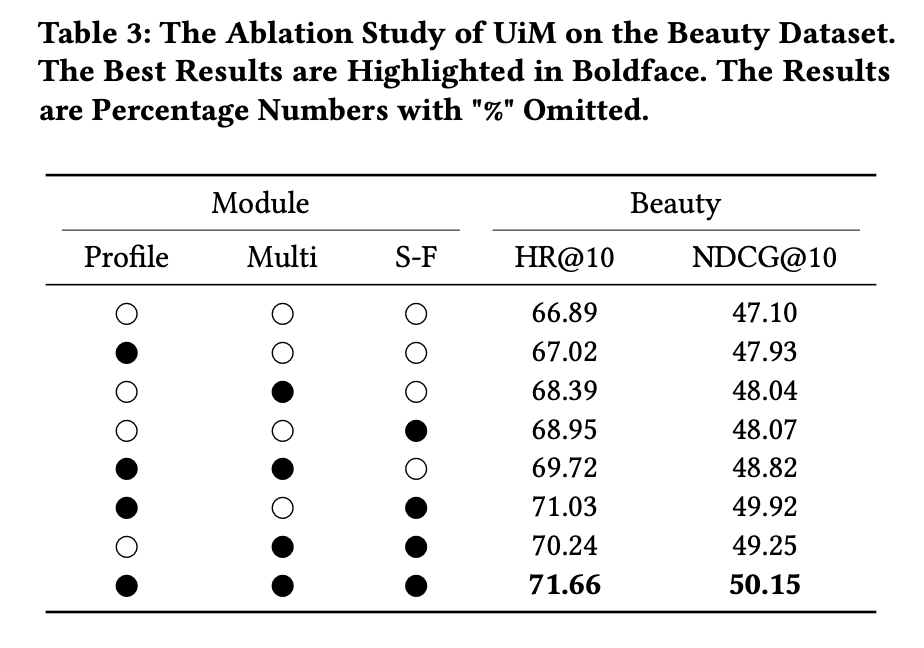 Table 3: The Ablation Study of UiM on the Beauty Dataset.
The Best Results are Highlighted in Boldface. The Results
are Percentage Numbers with "%" Omitted.
Module Beauty
Profile Multi S-F HR@10 NDCG@10
○ ○ ○ 66.89 47.10
● ○ ○ 67.02 47.93
○ ● ○ 68.39 48.04
○ ○ ● 68.95 48.07
● ● ○ 69.72 48.82
● ○ ● 71.03 49.92
○ ● ● 70.24 49.25
● ● ● 71.66 50.15